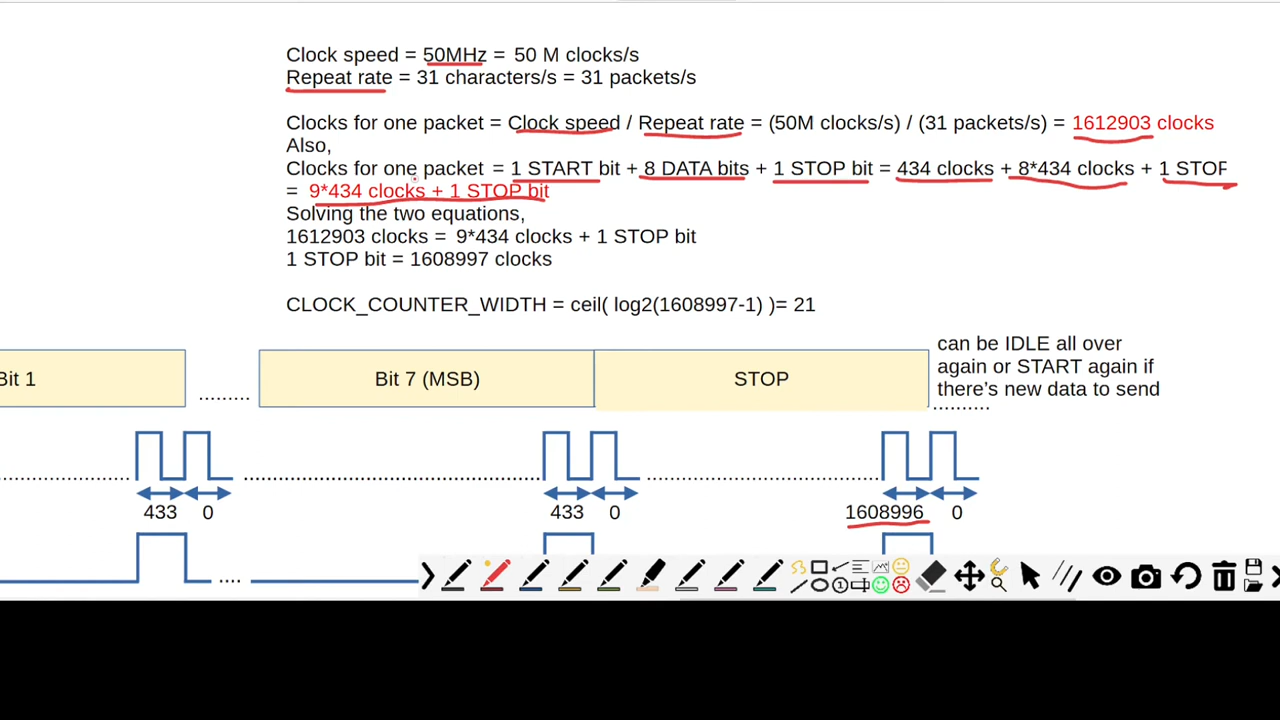 Clock speed = 50MHz = 50 M clocks/s
Repeat rate = 31 characters/s = 31 packets/s
Clocks for one packet = Clock speed / Repeat rate = (50M clocks/s) / (31 packets/s) = 1612903 clocks
Also,
Clocks for one packet = 1 START bit + 8 DATA bits + 1 STOP bit = 434 clocks + 8*434 clocks + 1 STOP
= 9*434 clocks + 1 STOP bit
Solving the two equations,
1612903 clocks = 9*434 clocks + 1 STOP bit
1 STOP bit = 1608997 clocks
CLOCK_COUNTER_WIDTH = ceil( log2(1608997-1) )= 21
can be IDLE all over
again or START again if
there's new data to send
Bit 1 ......... Bit 7 (MSB) STOP ..........
433 0 433 0 1608996 0
....